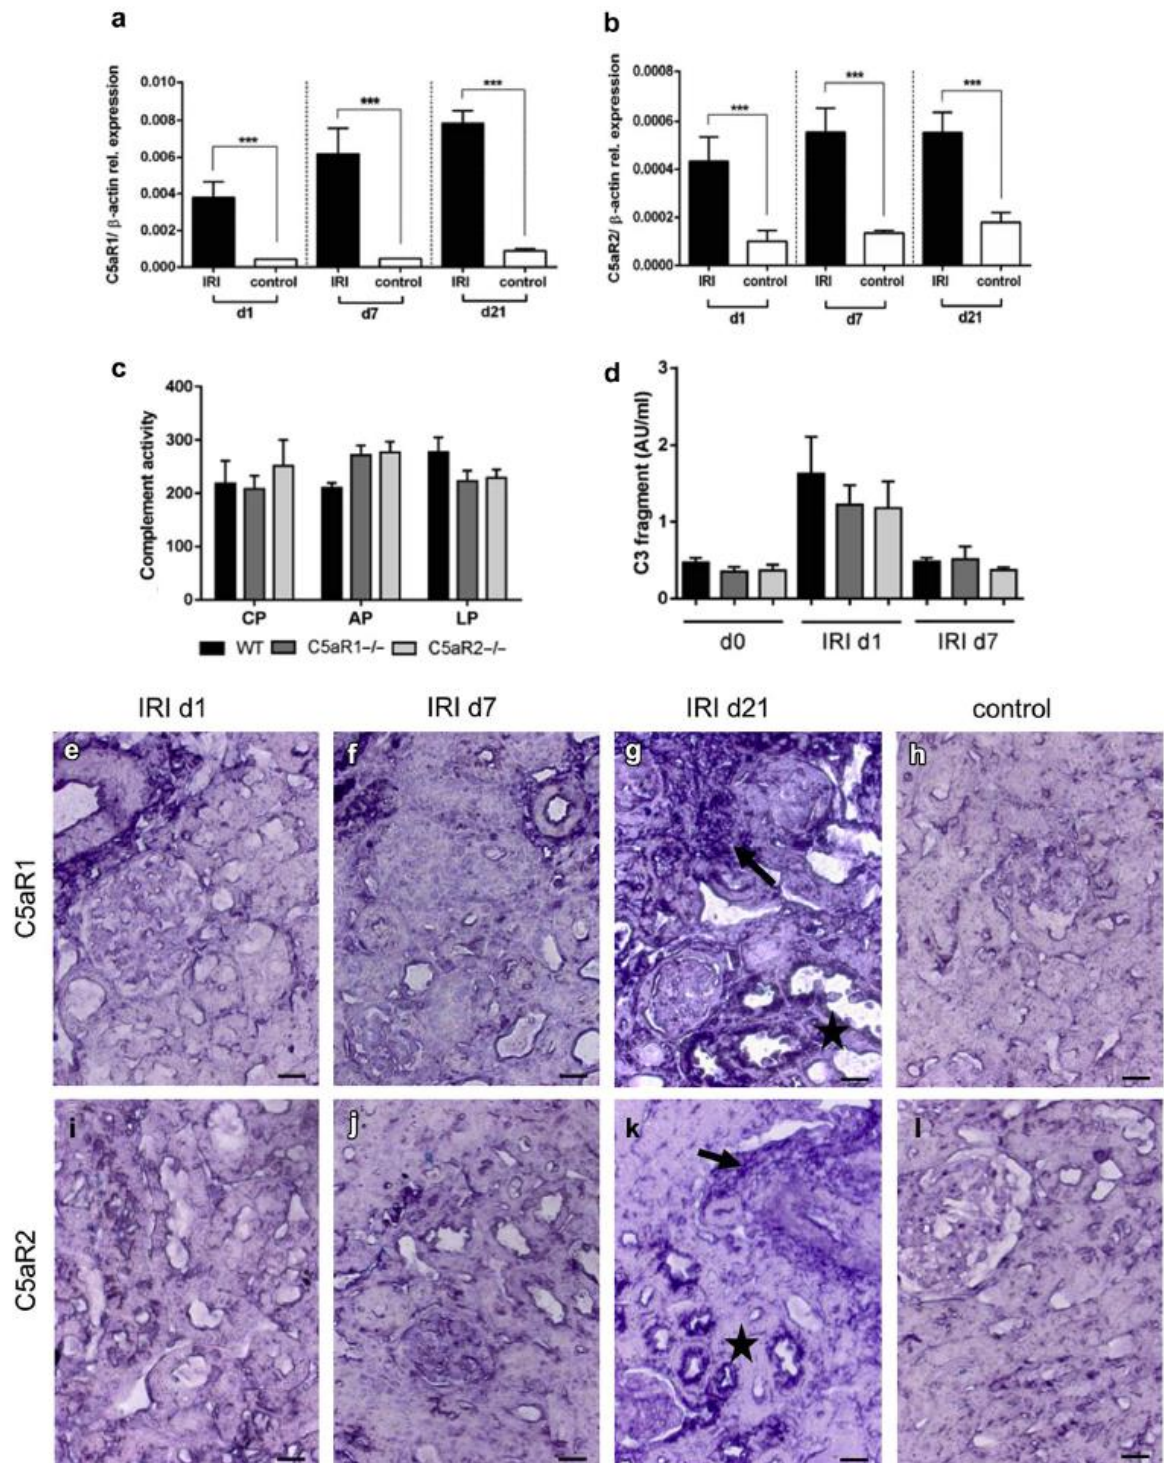 a
C5aR1/ β-actin rel. expression
0.010
0.008
0.006
0.004
0.002
0.000
***
***
***
IRI control IRI control IRI control
d1 d7 d21
b
C5aR2/ β-actin rel. expression
0.0008
0.0006
0.0004
0.0002
0.0000
***
***
***
IRI control IRI control IRI control
d1 d7 d21
c
Complement activity
400
300
200
100
0
CP AP LP
WT C5aR1–/– C5aR2–/–
d
C3 fragment (AU/ml)
3
2
1
0
d0 IRI d1 IRI d7
IRI d1 IRI d7 IRI d21 control
C5aR1
e f g h
C5aR2
i j k l